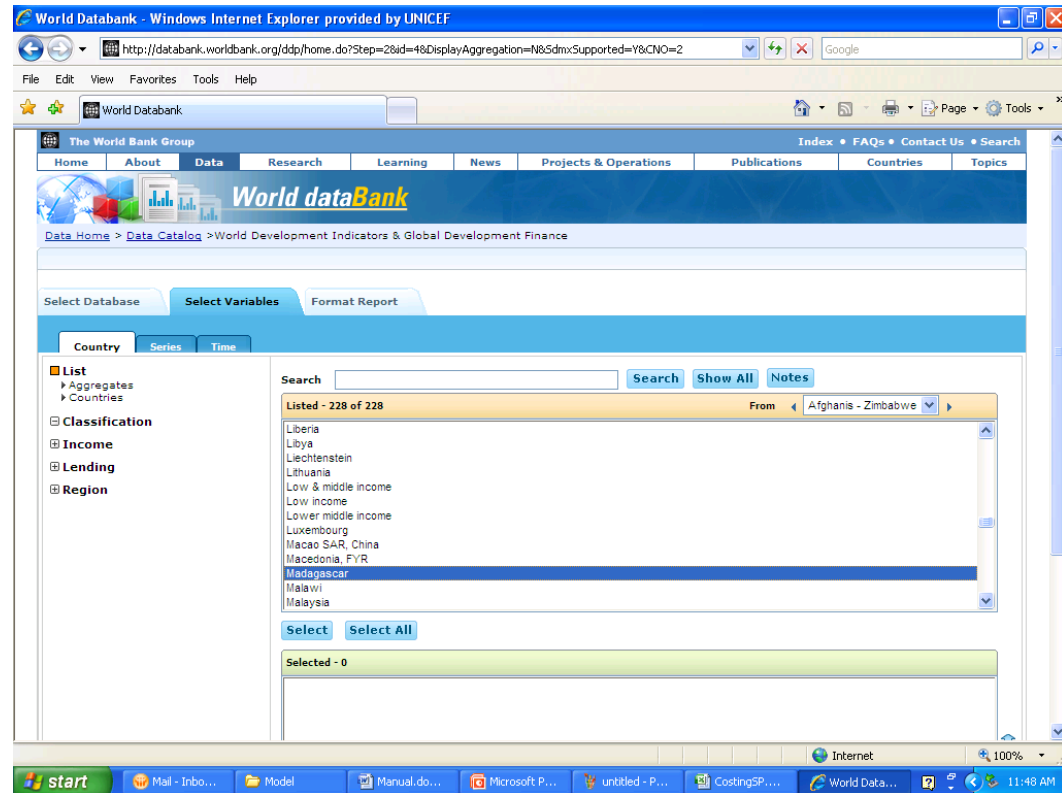 World Databank - Windows Internet Explorer provided by UNICEF
http://databank.worldbank.org/ddp/home.do?Step=2&id=4&DisplayAggregation=N&SdmxSupported=Y&CNO=2
Google
File Edit View Favorites Tools Help
World Databank
Page Tools »
The World Bank Group
Index • FAQs • Contact Us • Search
Home About Data Research Learning News Projects & Operations Publications Countries Topics
World dataBank
Data Home > Data Catalog >World Development Indicators & Global Development Finance
Select Database Select Variables Format Report
Country Series Time
List
Aggregates
Countries
Classification
Income
Lending
Region
Search Search Show All Notes
Listed - 228 of 228 From Afghanis - Zimbabwe
Liberia
Libya
Liechtenstein
Lithuania
Low & middle income
Low income
Lower middle income
Luxembourg
Macao SAR, China
Macedonia, FYR
Madagascar
Malawi
Malaysia
Select Select All
Selected - 0
Internet 100%
start Mail - Inbo... Model Manual.do... Microsoft P... untitled - P... CostingSP.... World Data... 11:48 AM